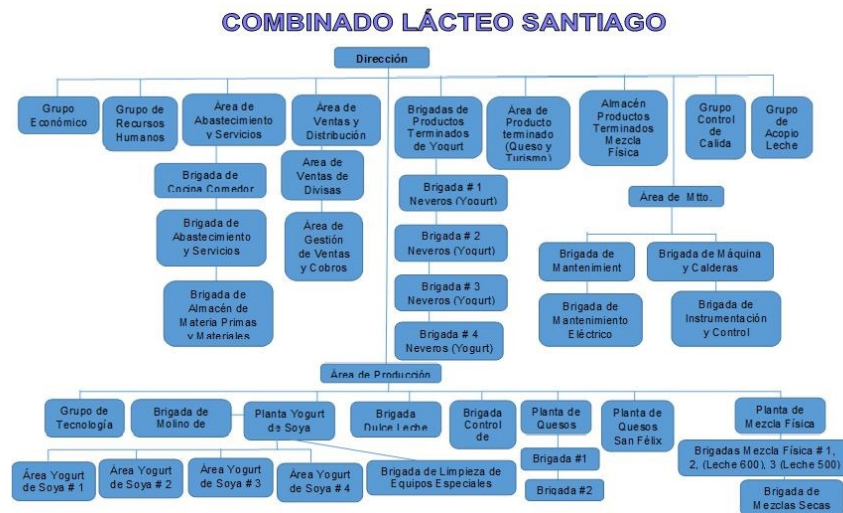 COMBINADO LÁCTEO SANTIAGO
Dirección
Grupo
Económico
Grupo de
Recursos
Humanos
Área de
Abastecimiento
y Servicios
Área de
Ventas y
Distribución
Brigadas de
Productos
Terminados
de Yogurt
Área de
Producto
terminado
(Queso y
Turismo)
Almacén
Productos
Terminados
Mezcla
Física
Grupo
Control
de
Calida
Grupo
de
Acopio
Leche
Brigada de
Cocina Comedor
Brigada de
Abastecimiento
y Servicios
Brigada de
Almacén de
Materia Primas
y Materiales
Área de
Ventas de
Divisas
Área de
Gestión
de Ventas
y Cobros
Brigada # 1
Neveros (Yogurt)
Brigada # 2
Neveros (Yogurt)
Brigada # 3
Neveros (Yogurt)
Brigada # 4
Neveros (Yogurt)
Área de Mtto.
Brigada de
Mantenimient
Brigada de Máquina
y Calderas
Brigada de
Mantenimiento
Eléctrico
Brigada de
Instrumentación
y Control
Área de Producción
Grupo de
Tecnología
Brigada de
Molino de
Planta Yogurt
de Soya
Brigada
Dulce Leche
Brigada
Control
de
Planta de
Quesos
Planta de
Quesos
San Félix
Planta de
Mezcla Física
Área Yogurt
de Soya # 1
Área Yogurt
de Soya # 2
Área Yogurt
de Soya # 3
Área Yogurt
de Soya # 4
Brigada de Limpieza de
Equipos Especiales
Brigada #1
Brigada #2
Brigadas Mezcla Física # 1,
2, (Leche 600), 3 (Leche 500)
Brigada de
Mezclas Secas